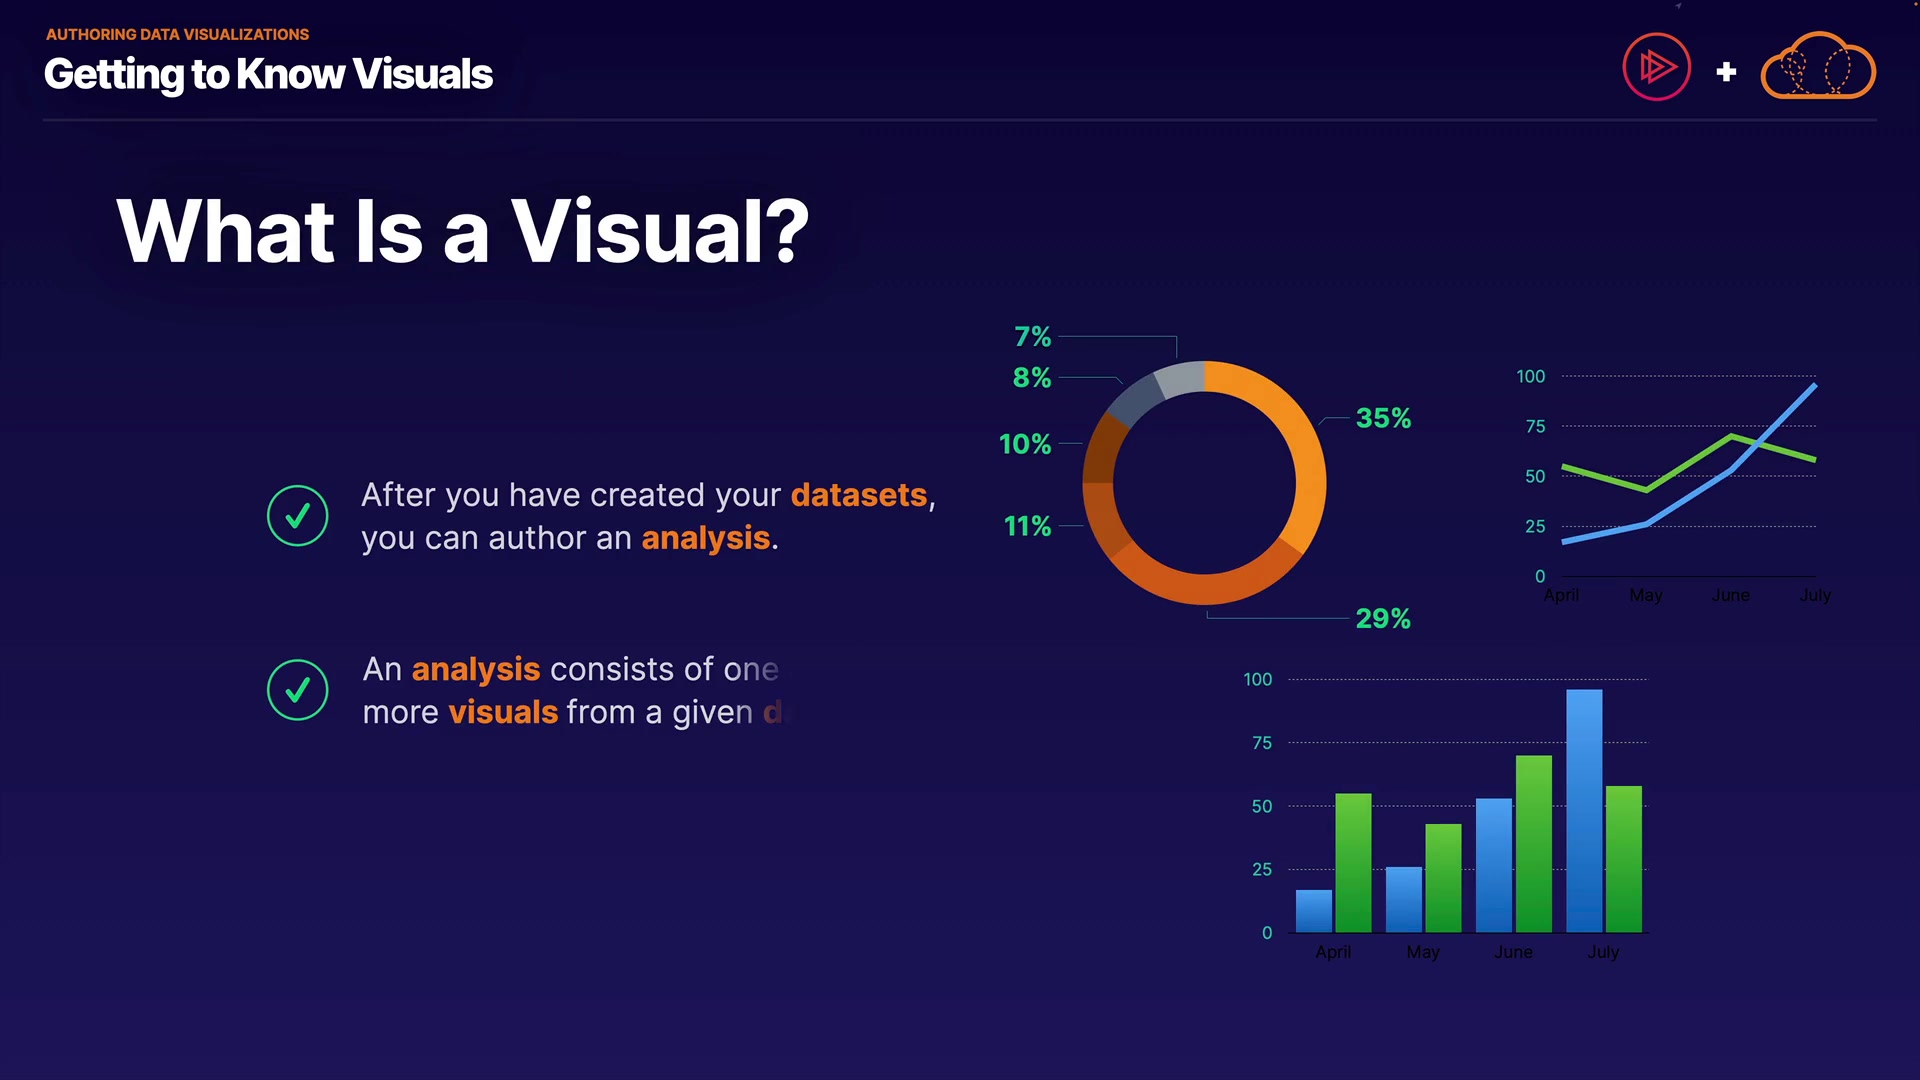 AUTHORING DATA VISUALIZATIONS
Getting to Know Visuals
What Is a Visual?
After you have created your datasets,
you can author an analysis.
An analysis consists of one
more visuals from a given
7%
8%
10%
11%
35%
29%
100
75
50
25
0
April May June July
100
75
50
25
0
April May June July